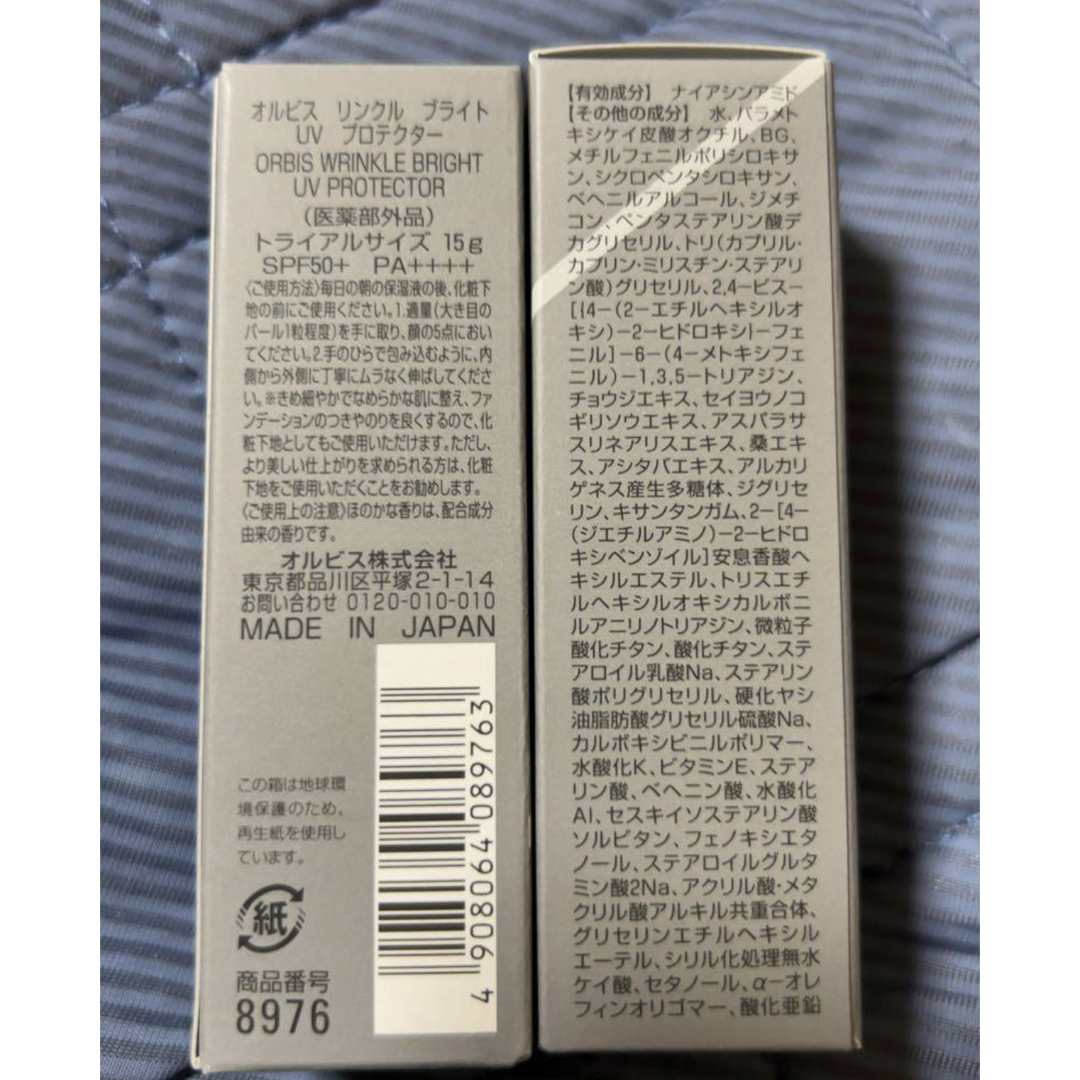 オルビス リンクル ブライト
UV プロテクター
ORBIS WRINKLE BRIGHT
UV PROTECTOR
(医薬部外品)
トライアルサイズ 15g
SPF50+ PA++++
〈ご使用方法〉毎日の朝の保湿液の後、化粧下
地の前にご使用ください。1.適量(大き目の
パール1粒程度)を手に取り、顔の5点におい
てください。2.手のひらで包み込むように、内
側から外側に丁寧にムラなく伸ばしてくださ
い。※きめ細やかでなめらかな肌に整え、ファ
ンデーションのつきやのりを良くするので、化
粧下地としてもご使用いただけます。ただし、
より美しい仕上がりを求められる方は、化粧
下地をご使用いただくことをお勧めします。
〈ご使用上の注意〉ほのかな香りは、配合成分
由来の香りです。
オルビス株式会社
東京都品川区平塚2-1-14
お問い合わせ 0120-010-010
MADE IN JAPAN
この箱は地球環
境保護のため、
再生紙を使用し
ています。
紙
商品番号
8976
4 908064 089763
【有効成分】 ナイアシンアミド
【その他の成分】 水、パラメト
キシケイ皮酸オクチル、BG、
メチルフェニルポリシロキサ
ン、シクロペンタシロキサン、
ベヘニルアルコール、ジメチ
コン、ペンタステアリン酸デ
カグリセリル、トリ(カプリル・
カプリン・ミリスチン・ステアリ
ン酸)グリセリル、2,4-ビス-
[{4-(2-エチルヘキシルオ
キシ)-2-ヒドロキシ}-フェ
ニル]-6-(4-メトキシフェ
ニル)-1,3,5-トリアジン、
チョウジエキス、セイヨウノコ
ギリソウエキス、アスパラサ
スリネアリスエキス、桑エキ
ス、アシタバエキス、アルカリ
ゲネス産生多糖体、ジグリセ
リン、キサンタンガム、2-[4-
(ジエチルアミノ)-2-ヒドロ
キシベンゾイル]安息香酸ヘ
キシルエステル、トリスエチ
ルヘキシルオキシカルボニ
ルアニリノトリアジン、微粒子
酸化チタン、酸化チタン、ステ
アロイル乳酸Na、ステアリン
酸ポリグリセリル、硬化ヤシ
油脂肪酸グリセリル硫酸Na、
カルボキシビニルポリマー、
水酸化K、ビタミンE、ステア
リン酸、ベヘニン酸、水酸化
Al、セスキイソステアリン酸
ソルビタン、フェノキシエタ
ノール、ステアロイルグルタ
ミン酸2Na、アクリル酸・メタ
クリル酸アルキル共重合体、
グリセリンエチルヘキシル
エーテル、シリル化処理無水
ケイ酸、セタノール、α-オレ
フィンオリゴマー、酸化亜鉛